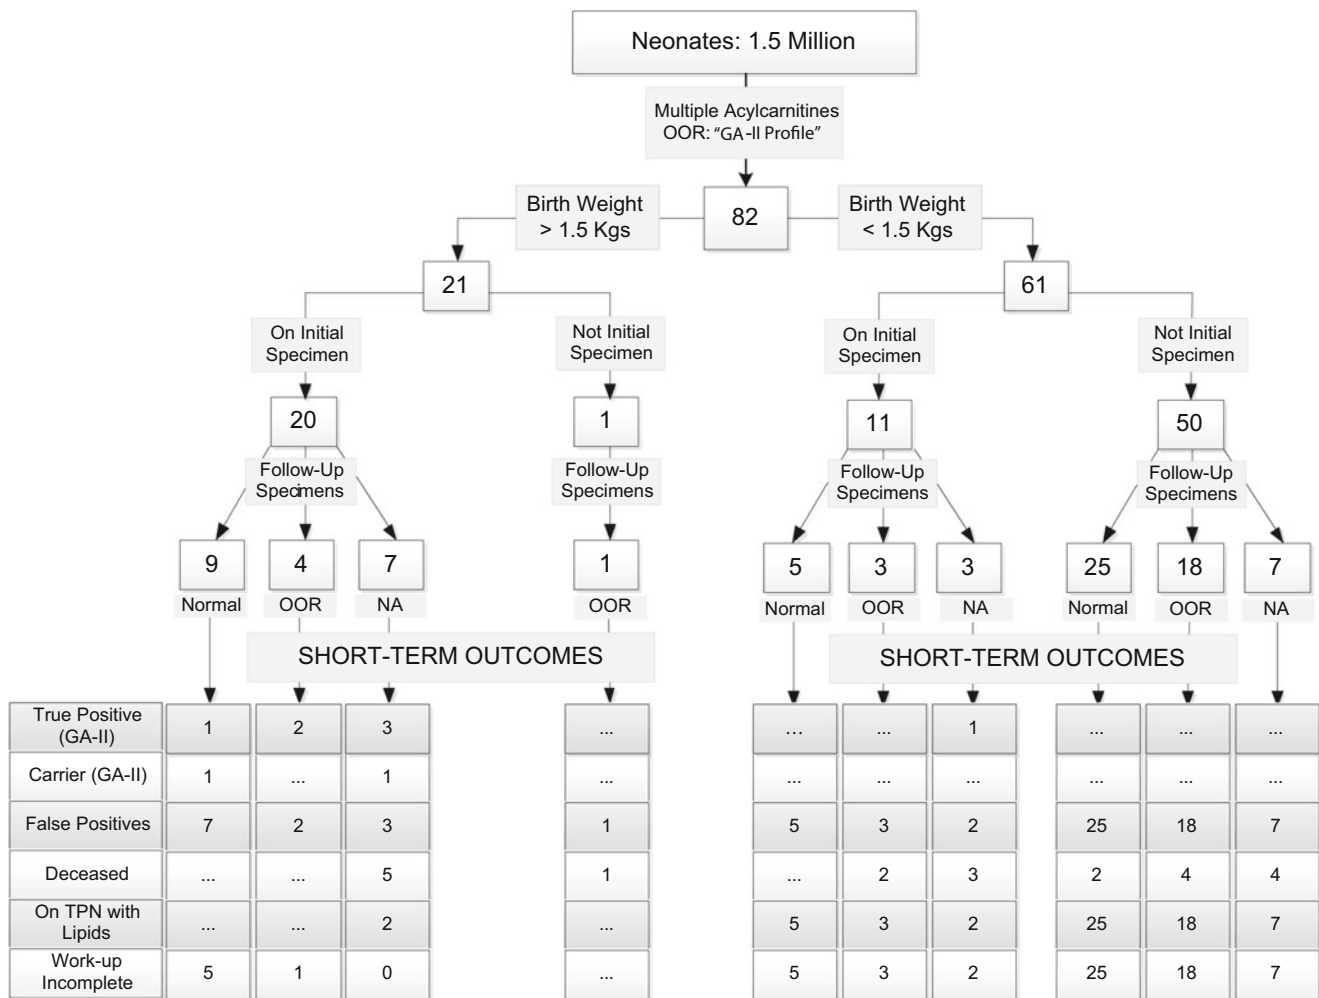 Neonates: 1.5 Million
Multiple Acylcarnitines
OOR: “GA-II Profile”
Birth Weight
> 1.5 Kgs
82
Birth Weight
< 1.5 Kgs
21
61
On Initial
Specimen
Not Initial
Specimen
On Initial
Specimen
Not Initial
Specimen
20
1
11
50
Follow-Up
Specimens
Follow-Up
Specimens
Follow-Up
Specimens
Follow-Up
Specimens
9 4 7 1 5 3 3 25 18 7
Normal OOR NA OOR Normal OOR NA Normal OOR NA
SHORT-TERM OUTCOMES
SHORT-TERM OUTCOMES
True Positive
(GA-II)
1 2 3 ... ... ... 1 ... ... ...
Carrier (GA-II) 1 ... 1 ... ... ... ... ... ... ...
False Positives 7 2 3 1 5 3 2 25 18 7
Deceased ... ... 5 1 ... 2 3 2 4 4
On TPN with
Lipids
... ... 2 ... 5 3 2 25 18 7
Work-up
Incomplete
5 1 0 ... 5 3 2 25 18 7